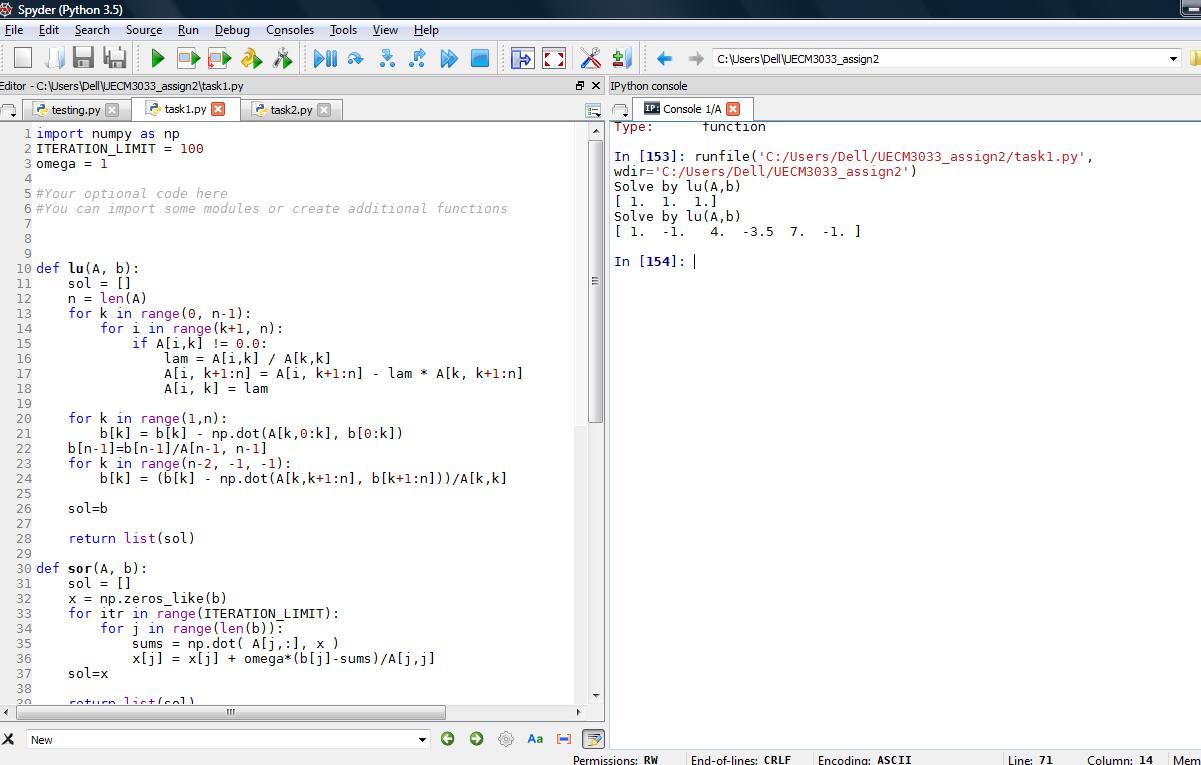 Spyder (Python 3.5)
File Edit Search Run Debug Consoles Tools View Help
C:\Users\Dell\UECM3033_assign2
Editor - C:\Users\Dell\UECM3033_assign2\task1.py
testing.py task1.py task2.py
1 import numpy as np
2 ITERATION_LIMIT = 100
3 omega = 1
4
5 #Your optional code here
6 #You can import some modules or create additional functions
7
8
9
10 def lu(A, b):
11     sol = []
12     n = len(A)
13     for k in range(0, n-1):
14         for i in range(k+1, n):
15             if A[i,k] != 0.0:
16                 lam = A[i,k] / A[k,k]
17                 A[i, k+1:n] = A[i, k+1:n] - lam * A[k, k+1:n]
18                 A[i, k] = lam
19
20     for k in range(1,n):
21         b[k] = b[k] - np.dot(A[k,0:k], b[0:k])
22     b[n-1]=b[n-1]/A[n-1, n-1]
23     for k in range(n-2, -1, -1):
24         b[k] = (b[k] - np.dot(A[k,k+1:n], b[k+1:n]))/A[k,k]
25
26     sol=b
27
28     return list(sol)
29
30 def sor(A, b):
31     sol = []
32     x = np.zeros_like(b)
33     for itr in range(ITERATION_LIMIT):
34         for j in range(len(b)):
35             sums = np.dot( A[j,:], x )
36             x[j] = x[j] + omega*(b[j]-sums)/A[j,j]
37     sol=x
38
39     return list(sol)
New
Aa
IPython console
IP: Console 1/A
Type:      function
In [153]: runfile('C:/Users/Dell/UECM3033_assign2/task1.py',
wdir='C:/Users/Dell/UECM3033_assign2')
Solve by lu(A,b)
[ 1.  1.  1.]
Solve by lu(A,b)
[ 1.  -1.   4.  -3.5  7.  -1. ]
In [154]:
Permissions: RW End-of-lines: CRLF Encoding: ASCII Line: 71 Column: 14 Mem